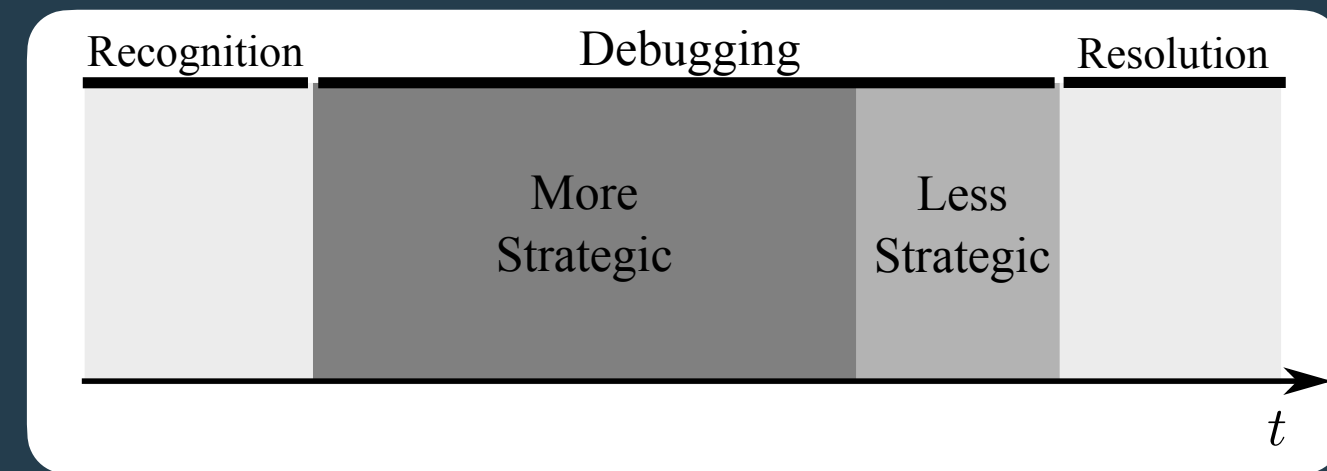 Recognition
Debugging
Resolution
More
Strategic
Less
Strategic
t